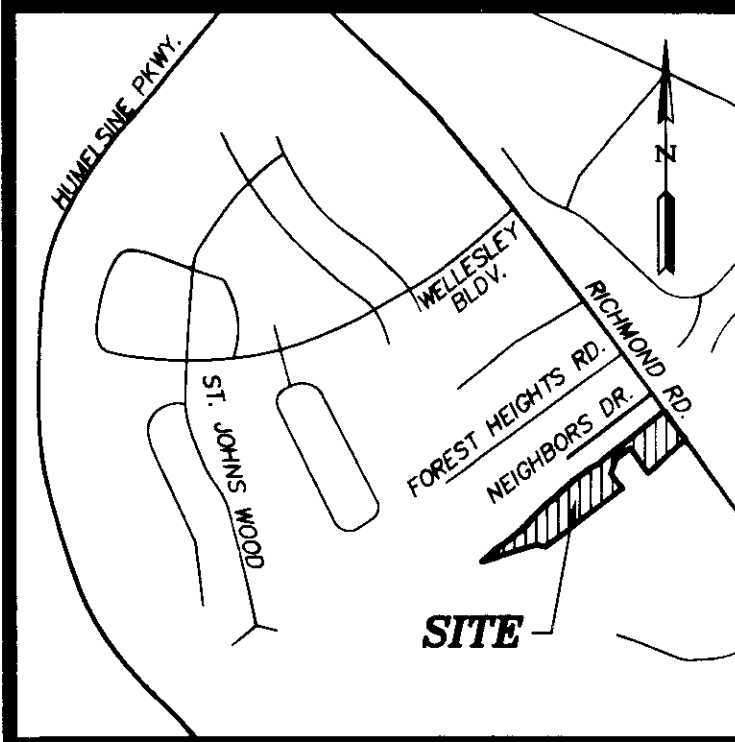 HUMELSINE PKWY.
N
WELLESLEY
BLDV.
RICHMOND RD.
FOREST HEIGHTS RD.
NEIGHBORS DR.
ST. JOHNS WOOD
SITE